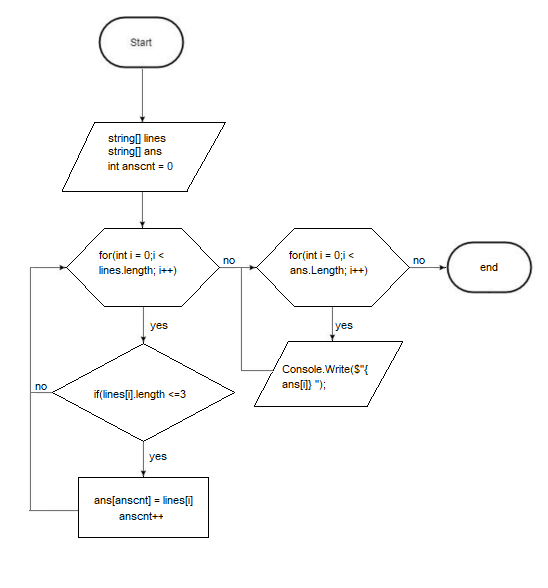 Start
string[] lines
string[] ans
int anscnt = 0
for(int i = 0;i <
lines.length; i++)
no
for(int i = 0;i <
ans.Length; i++)
no
end
yes
yes
if(lines[i].length <=3
no
Console.Write($"{
ans[i]} ");
yes
ans[anscnt] = lines[i]
anscnt++